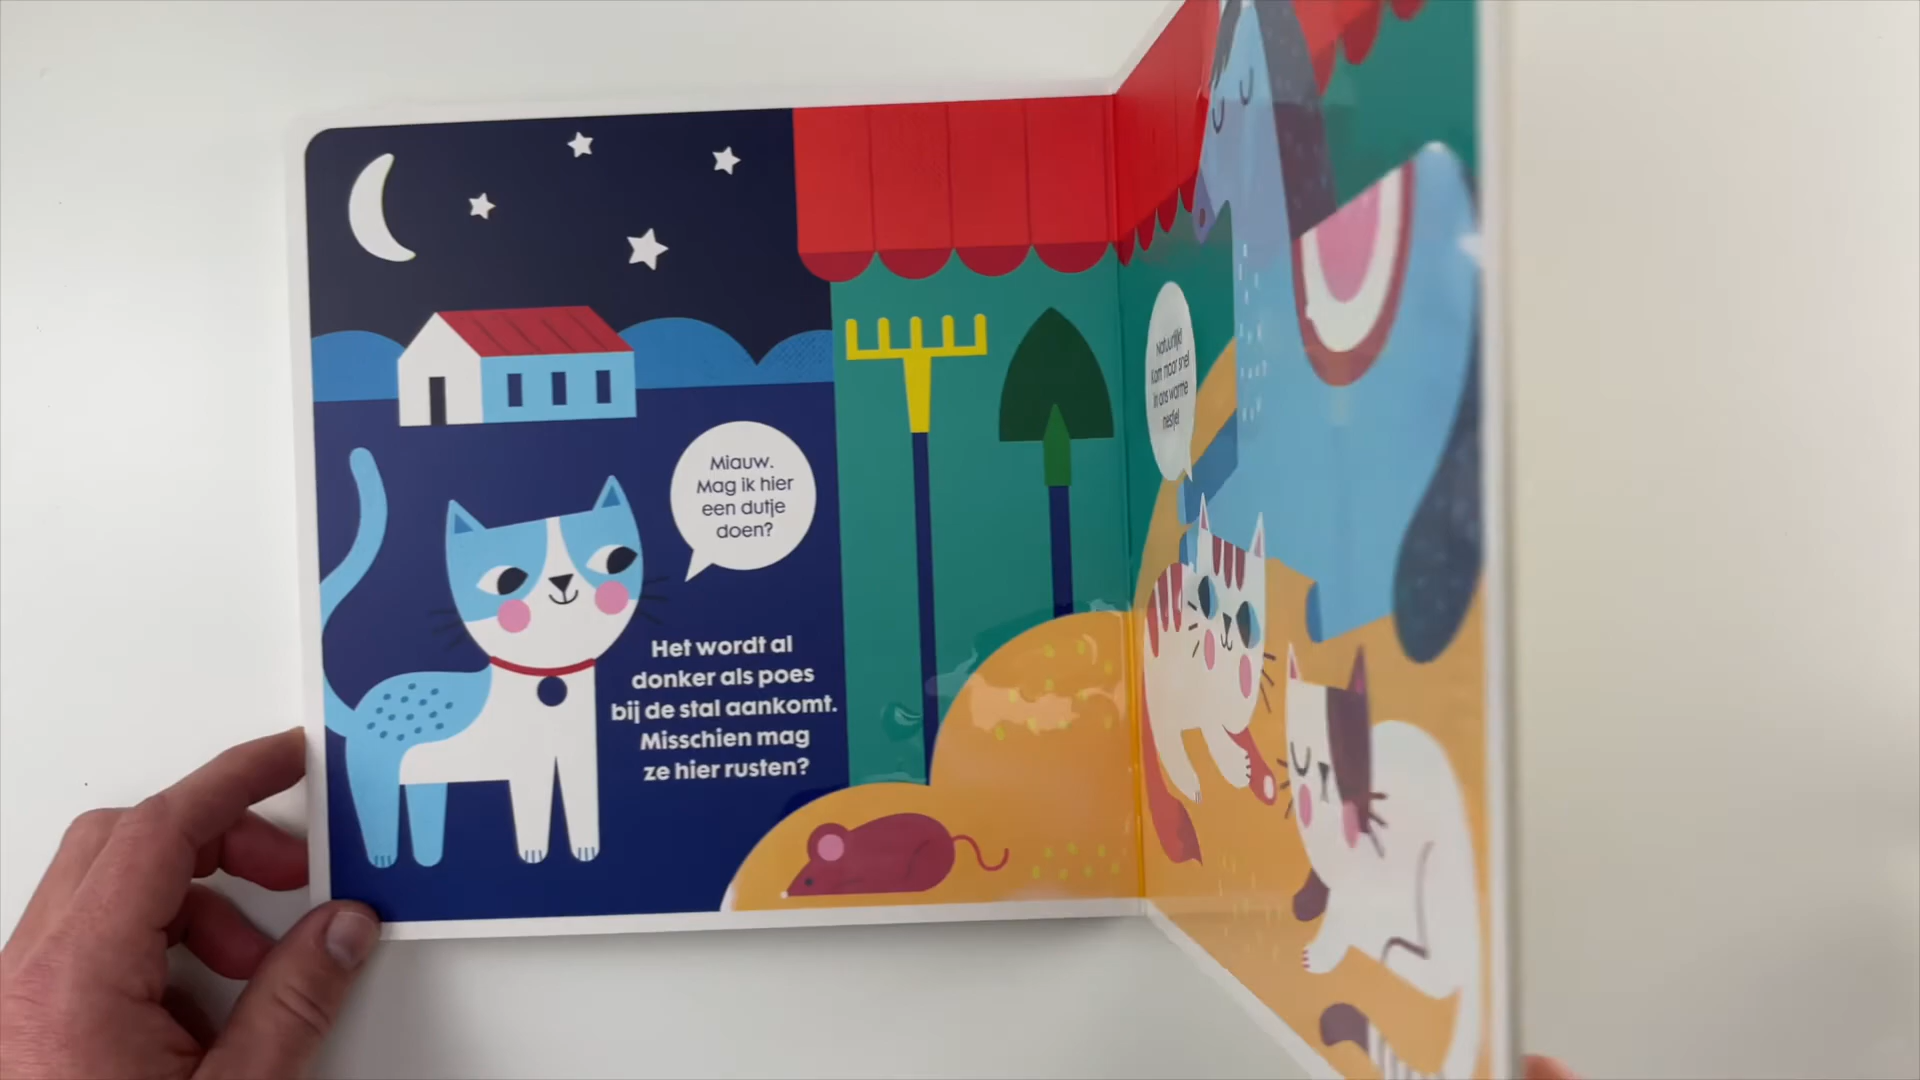 Miauw.
Mag ik hier
een dutje
doen?
Het wordt al
donker als poes
bij de stal aankomt.
Misschien mag
ze hier rusten?
Natuurlijk!
Kom maar snel
in ons warme
nestje!